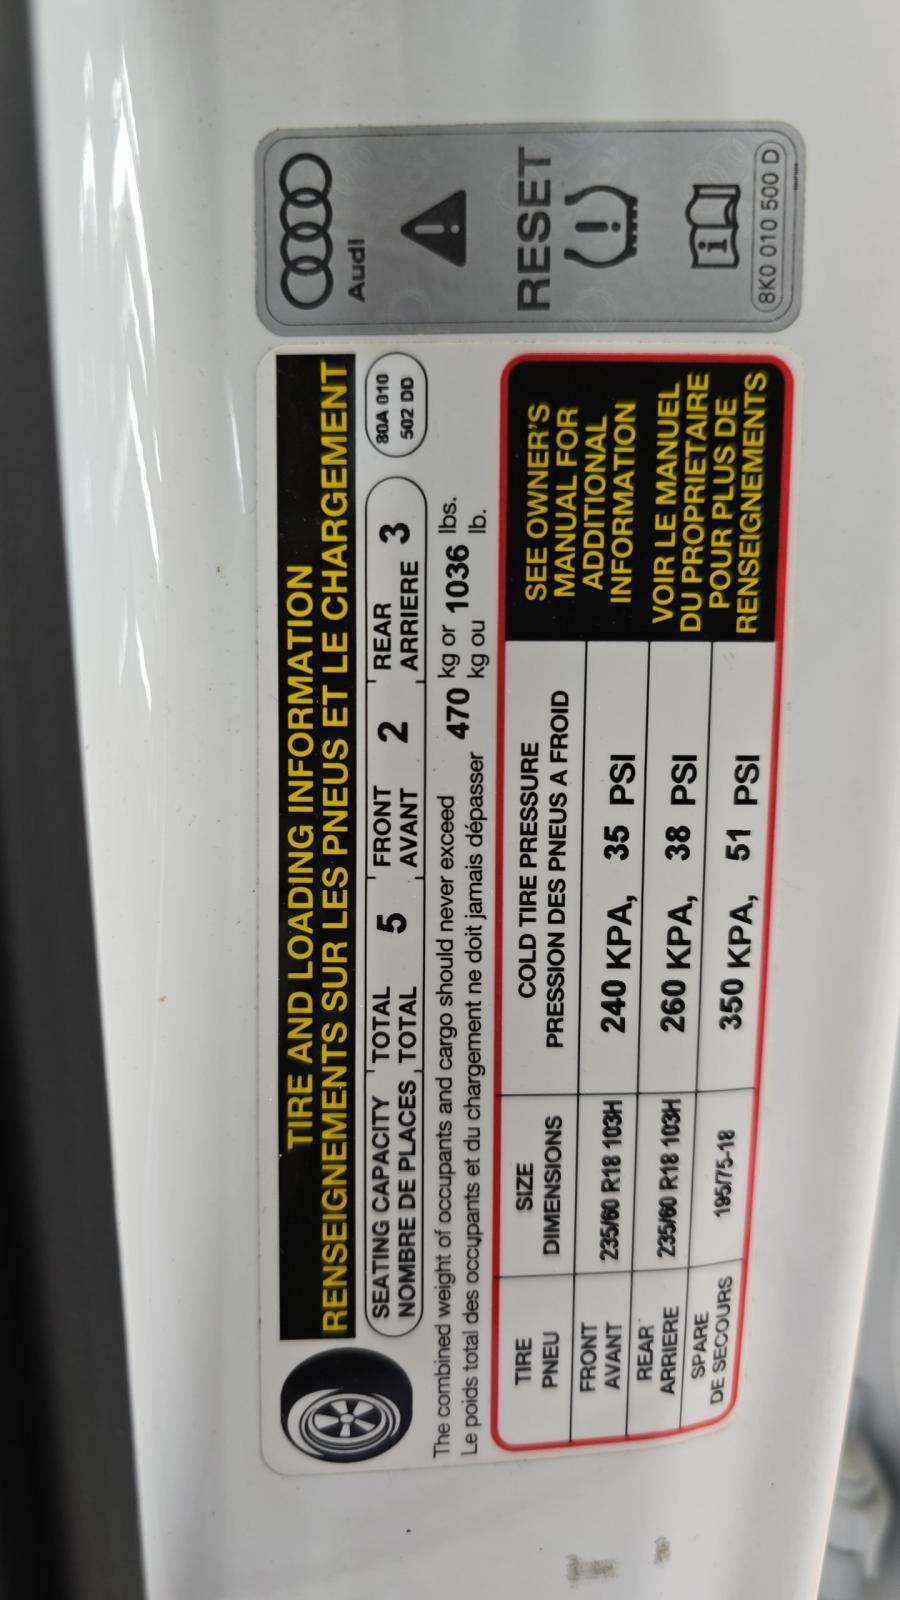 TIRE AND LOADING INFORMATION
RENSEIGNEMENTS SUR LES PNEUS ET LE CHARGEMENT
SEATING CAPACITY TOTAL 5 FRONT 2 REAR 3
NOMBRE DE PLACES TOTAL AVANT ARRIERE
80A 010
502 DD
The combined weight of occupants and cargo should never exceed 470 kg or 1036 lbs.
Le poids total des occupants et du chargement ne doit jamais dépasser kg ou lb.
TIRE SIZE COLD TIRE PRESSURE
PNEU DIMENSIONS PRESSION DES PNEUS A FROID
FRONT
AVANT 235/60 R18 103H 240 KPA, 35 PSI
REAR
ARRIERE 235/60 R18 103H 260 KPA, 38 PSI
SPARE
DE SECOURS 195/75-18 350 KPA, 51 PSI
SEE OWNER'S
MANUAL FOR
ADDITIONAL
INFORMATION
VOIR LE MANUEL
DU PROPRIETAIRE
POUR PLUS DE
RENSEIGNEMENTS
Audi
RESET
8K0 010 500 D